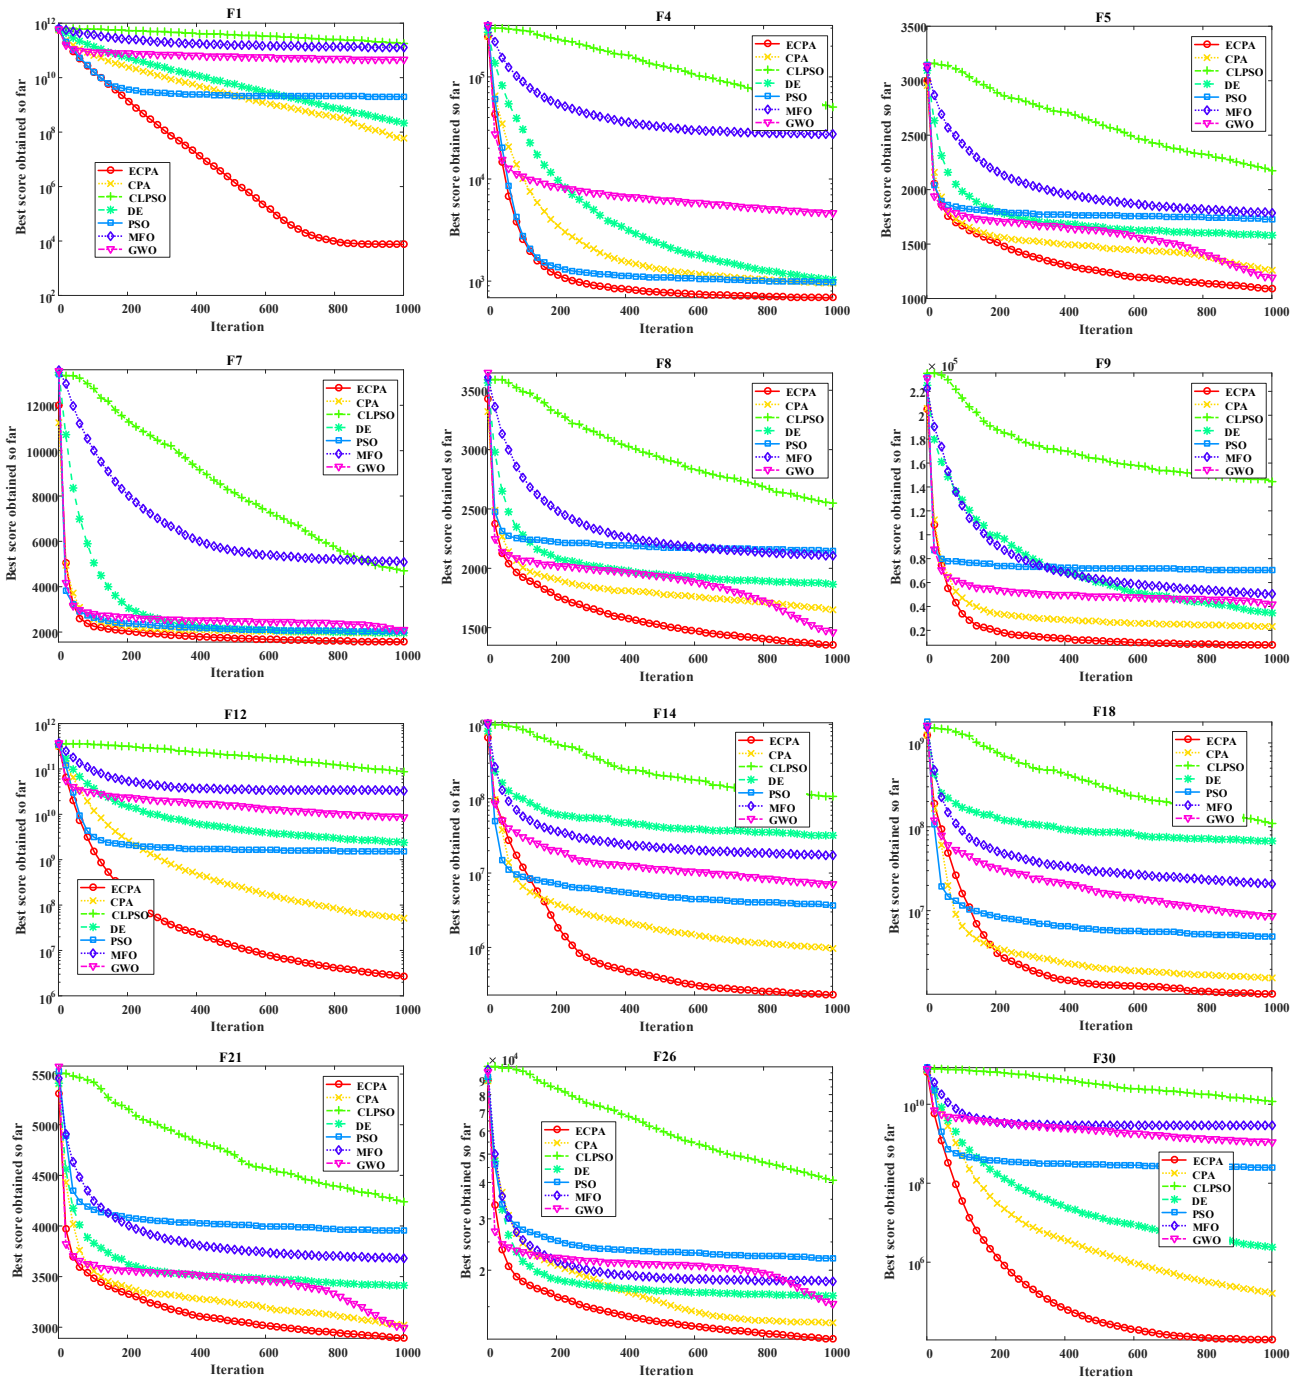 F1
Best score obtained so far
10^12
10^10
10^8
10^6
10^4
10^2
0 200 400 600 800 1000
Iteration
ECPA
CPA
CLPSO
DE
PSO
MFO
GWO
F4
Best score obtained so far
10^5
10^4
10^3
0 200 400 600 800 1000
Iteration
ECPA
CPA
CLPSO
DE
PSO
MFO
GWO
F5
Best score obtained so far
3500
3000
2500
2000
1500
1000
0 200 400 600 800 1000
Iteration
ECPA
CPA
CLPSO
DE
PSO
MFO
GWO
F7
Best score obtained so far
12000
10000
8000
6000
4000
2000
0 200 400 600 800 1000
Iteration
ECPA
CPA
CLPSO
DE
PSO
MFO
GWO
F8
Best score obtained so far
3500
3000
2500
2000
1500
0 200 400 600 800 1000
Iteration
ECPA
CPA
CLPSO
DE
PSO
MFO
GWO
F9
× 10^5
Best score obtained so far
2.2
2
1.8
1.6
1.4
1.2
1
0.8
0.6
0.4
0.2
0 200 400 600 800 1000
Iteration
ECPA
CPA
CLPSO
DE
PSO
MFO
GWO
F12
Best score obtained so far
10^12
10^11
10^10
10^9
10^8
10^7
10^6
0 200 400 600 800 1000
Iteration
ECPA
CPA
CLPSO
DE
PSO
MFO
GWO
F14
Best score obtained so far
10^9
10^8
10^7
10^6
0 200 400 600 800 1000
Iteration
ECPA
CPA
CLPSO
DE
PSO
MFO
GWO
F18
Best score obtained so far
10^9
10^8
10^7
0 200 400 600 800 1000
Iteration
ECPA
CPA
CLPSO
DE
PSO
MFO
GWO
F21
Best score obtained so far
5500
5000
4500
4000
3500
3000
0 200 400 600 800 1000
Iteration
ECPA
CPA
CLPSO
DE
PSO
MFO
GWO
F26
× 10^4
Best score obtained so far
9
8
7
6
5
4
3
2
0 200 400 600 800 1000
Iteration
ECPA
CPA
CLPSO
DE
PSO
MFO
GWO
F30
Best score obtained so far
10^10
10^8
10^6
0 200 400 600 800 1000
Iteration
ECPA
CPA
CLPSO
DE
PSO
MFO
GWO